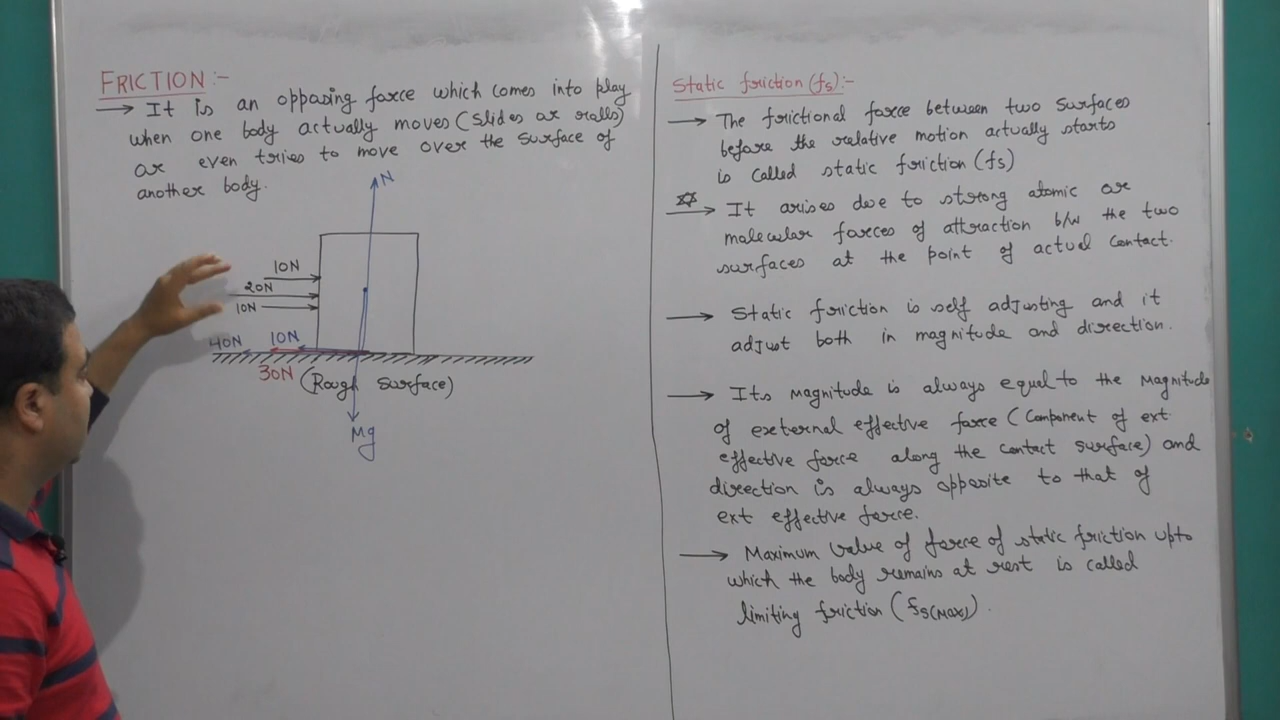 FRICTION :-
→ It is an opposing force which comes into play
when one body actually moves (slides or rolls)
or even tries to move over the surface of
another body.
N
10N
20N
10N
40N
10N
30N
(Rough surface)
Mg
Static friction (fs):-
→ The frictional force between two surfaces
before the relative motion actually starts
is called static friction (fs)
→ It arises due to strong atomic or
molecular forces of attraction b/w the two
surfaces at the point of actual contact.
→ Static friction is self adjusting and it
adjust both in magnitude and direction.
→ Its magnitude is always equal to the Magnitude
of external effective force (Component of ext
effective force along the contact surface) and
direction is always opposite to that of
ext effective force.
→ Maximum value of force of static friction upto
which the body remains at rest is called
limiting friction (fs(Max)).